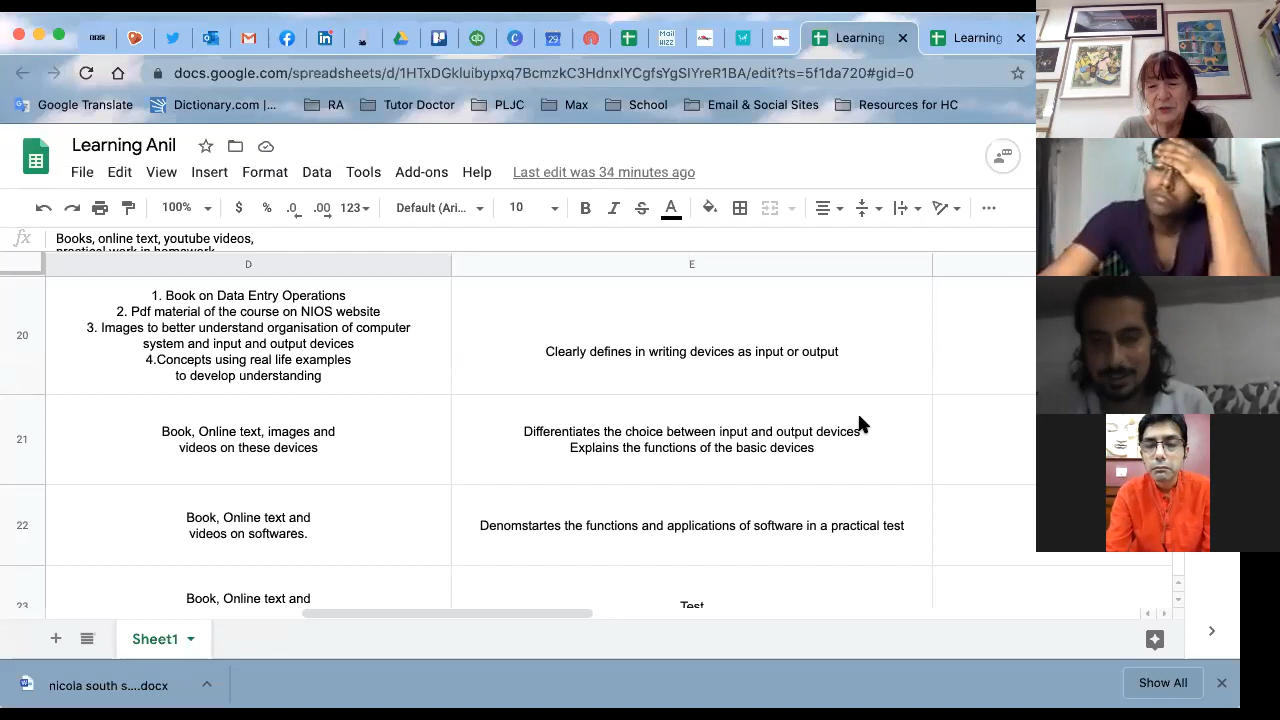 Learning
Learning
docs.google.com/spreadsheets/d/1HTxDGkluibypxQ7BcmzkC3HdnxIYCgfsYgSIYreR1BA/edit?ts=5f1da720#gid=0
Google Translate
Dictionary.com |...
RA
Tutor Doctor
PLJC
Max
School
Email & Social Sites
Resources for HC
Learning Anil
File Edit View Insert Format Data Tools Add-ons Help Last edit was 34 minutes ago
100% $ % .0 .00 123 Default (Ari... 10 B I S A
fx Books, online text, youtube videos,
practical work in homework
D E
20
1. Book on Data Entry Operations
2. Pdf material of the course on NIOS website
3. Images to better understand organisation of computer
system and input and output devices
4.Concepts using real life examples
to develop understanding
Clearly defines in writing devices as input or output
21
Book, Online text, images and
videos on these devices
Differentiates the choice between input and output devices
Explains the functions of the basic devices
22
Book, Online text and
videos on softwares.
Denomstartes the functions and applications of software in a practical test
23
Book, Online text and
Test
Sheet1
nicola south s....docx
Show All